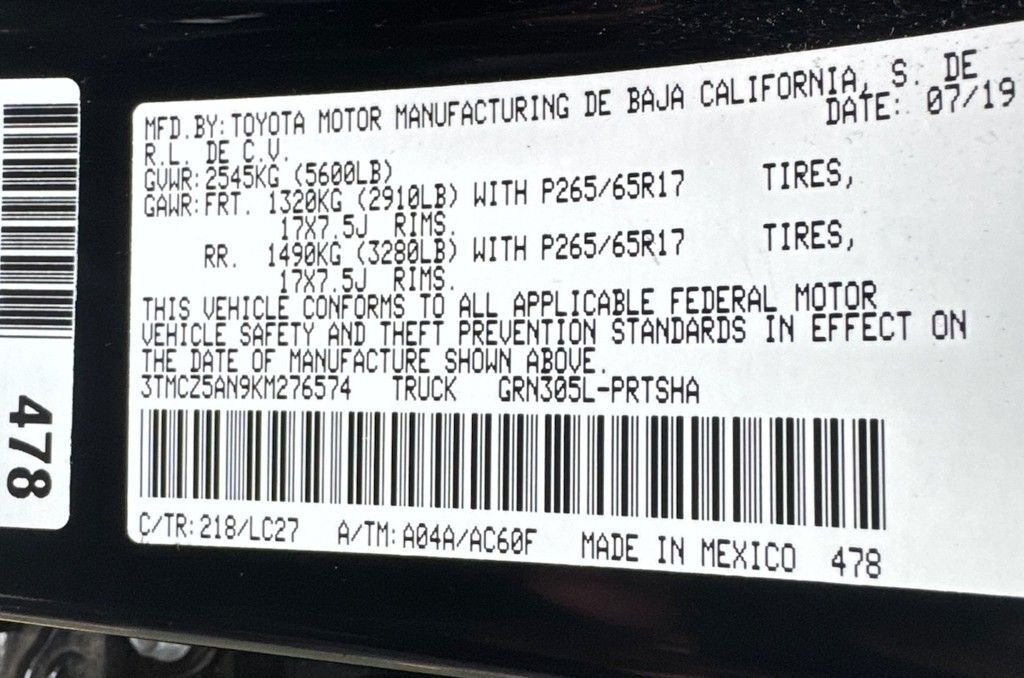 MFD.BY:TOYOTA MOTOR MANUFACTURING DE BAJA CALIFORNIA, S. DE
R.L. DE C.V. DATE: 07/19
GVWR:2545KG (5600LB)
GAWR:FRT. 1320KG (2910LB) WITH P265/65R17 TIRES,
17X7.5J RIMS.
RR. 1490KG (3280LB) WITH P265/65R17 TIRES,
17X7.5J RIMS.
THIS VEHICLE CONFORMS TO ALL APPLICABLE FEDERAL MOTOR
VEHICLE SAFETY AND THEFT PREVENTION STANDARDS IN EFFECT ON
THE DATE OF MANUFACTURE SHOWN ABOVE.
3TMCZ5AN9KM276574 TRUCK GRN305L-PRTSHA
C/TR:218/LC27 A/TM:A04A/AC60F MADE IN MEXICO 478
478